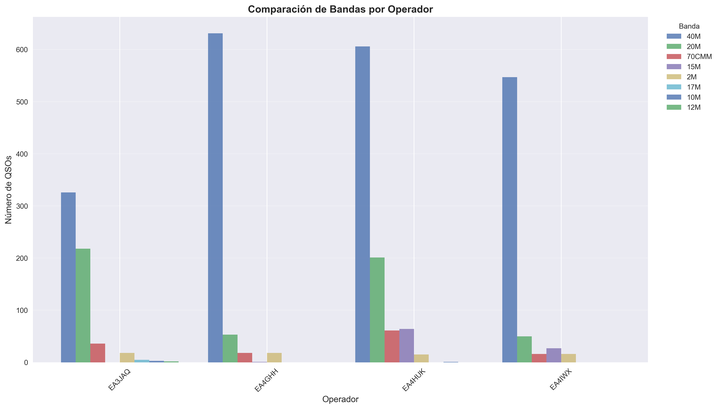 Comparación de Bandas por Operador
Banda
40M
20M
70CMM
15M
2M
17M
10M
12M
Número de QSOs
600
500
400
300
200
100
0
EA3JAQ
EA4GHH
EA4HUK
EA4IWX
Operador